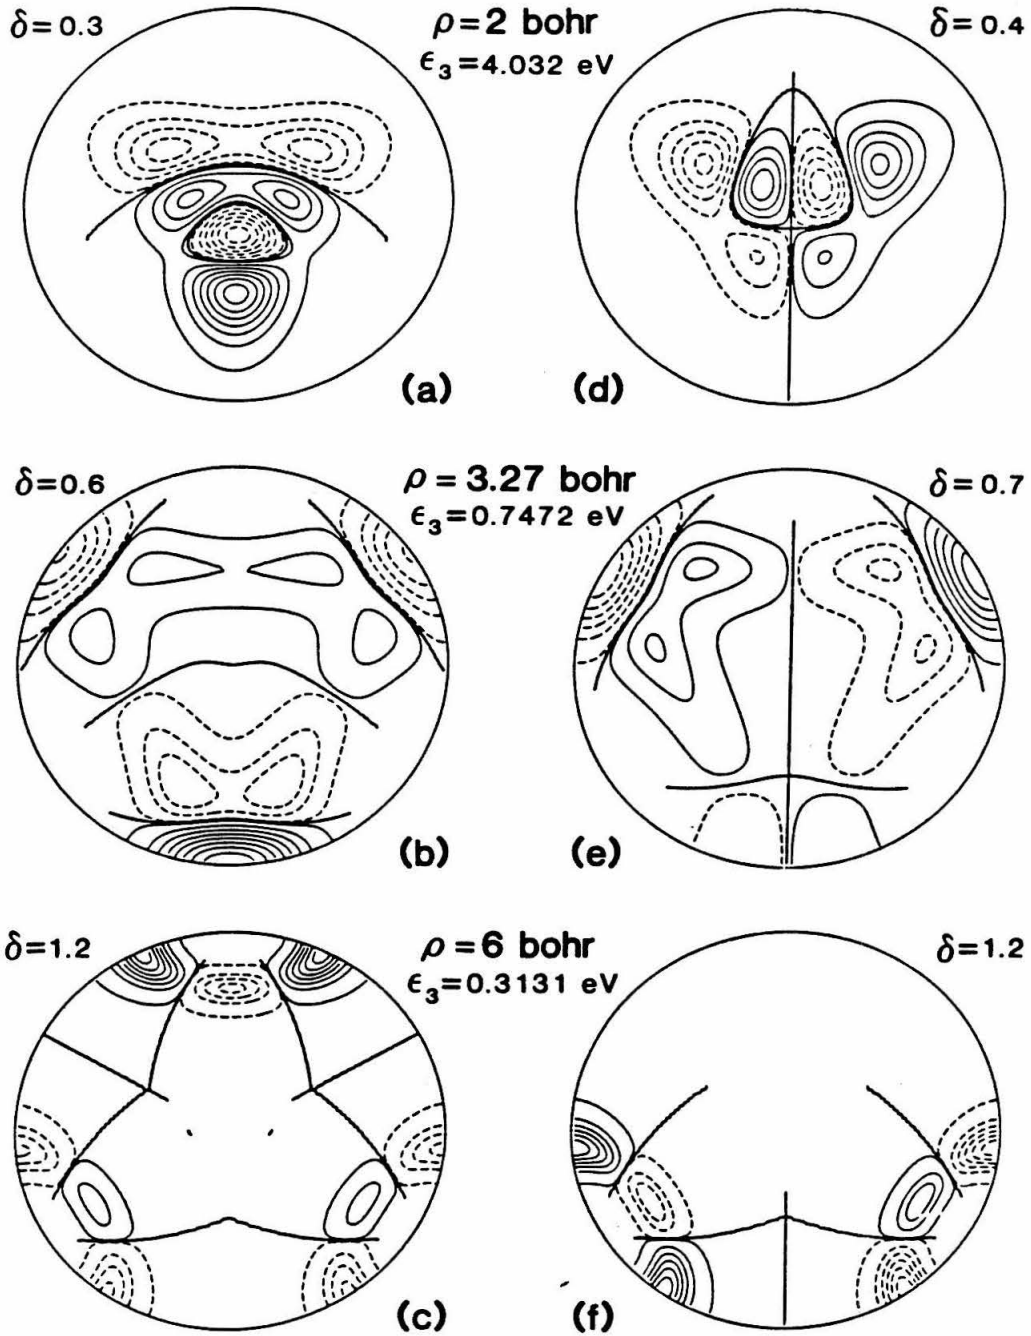 δ=0.3
ρ=2 bohr
ϵ₃=4.032 eV
δ=0.4
(a)
(d)
δ=0.6
ρ=3.27 bohr
ϵ₃=0.7472 eV
δ=0.7
(b)
(e)
δ=1.2
ρ=6 bohr
ϵ₃=0.3131 eV
δ=1.2
(c)
(f)